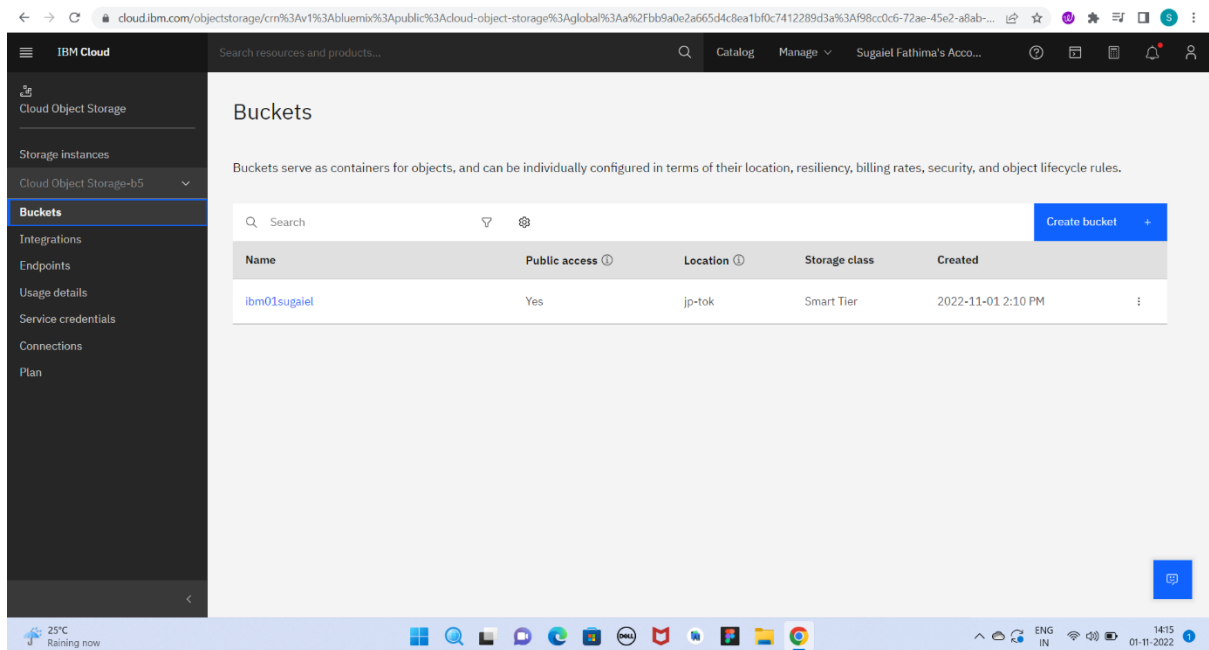 cloud.ibm.com/objectstorage/crn%3Av1%3Abluemix%3Apublic%3Acloud-object-storage%3Aglobal%3Aa%2Fbb9a0e2a665d4c8ea1bf0c7412289d3a%3Af98cc0c6-72ae-45e2-a8ab-...
S
IBM Cloud
Search resources and products...
Catalog
Manage
Sugaiel Fathima's Acco...
Cloud Object Storage
Storage instances
Cloud Object Storage-b5
Buckets
Integrations
Endpoints
Usage details
Service credentials
Connections
Plan
Buckets
Buckets serve as containers for objects, and can be individually configured in terms of their location, resiliency, billing rates, security, and object lifecycle rules.
Search
Create bucket +
Name Public access Location Storage class Created
ibm01sugaiel Yes jp-tok Smart Tier 2022-11-01 2:10 PM
25°C
Raining now
DELL
ENG
IN
14:15
01-11-2022
1